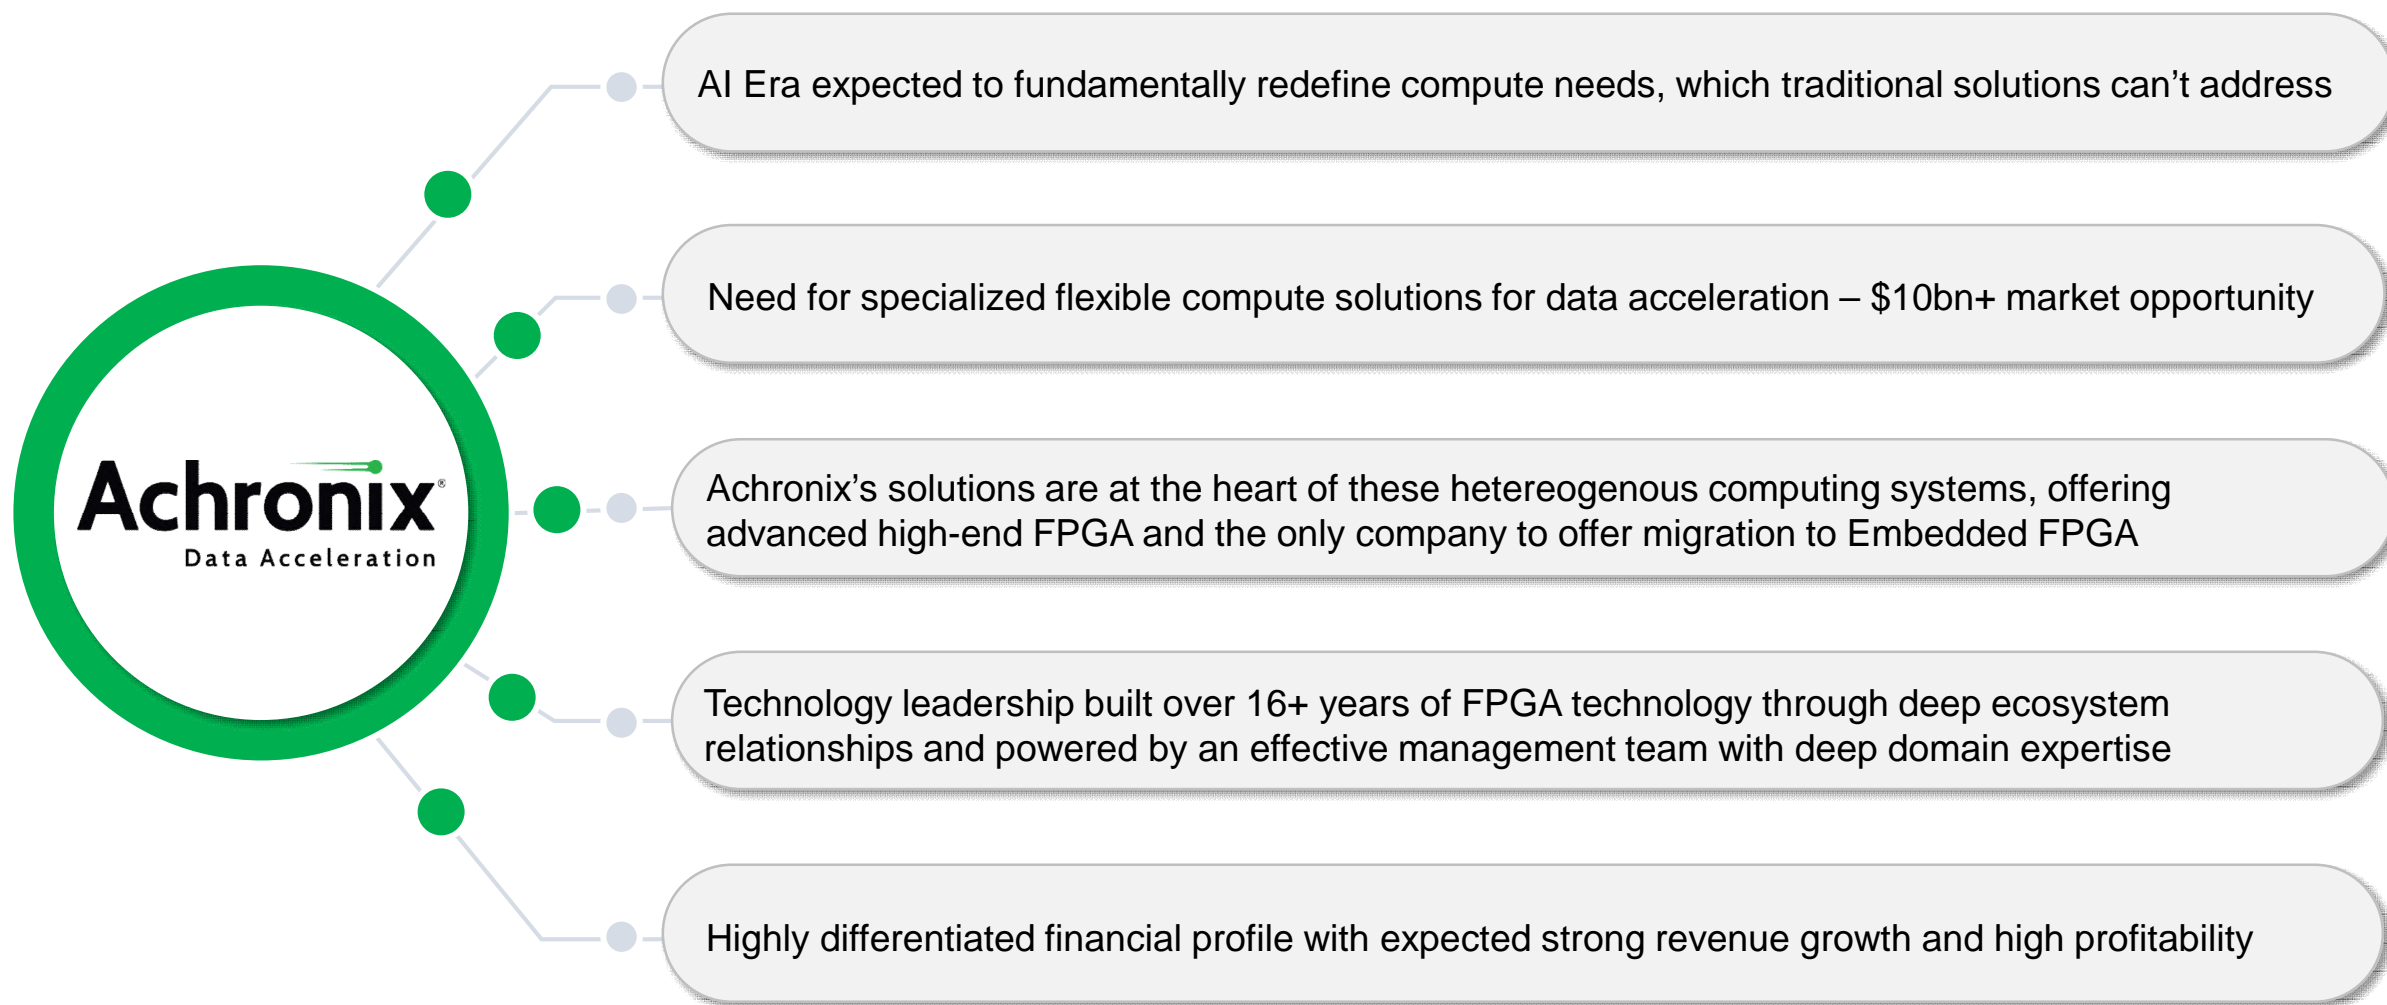 AI Era expected to fundamentally redefine compute needs, which traditional solutions can’t address
Need for specialized flexible compute solutions for data acceleration – $10bn+ market opportunity
Achronix®
Data Acceleration
Achronix’s solutions are at the heart of these hetereogenous computing systems, offering
advanced high-end FPGA and the only company to offer migration to Embedded FPGA
Technology leadership built over 16+ years of FPGA technology through deep ecosystem
relationships and powered by an effective management team with deep domain expertise
Highly differentiated financial profile with expected strong revenue growth and high profitability